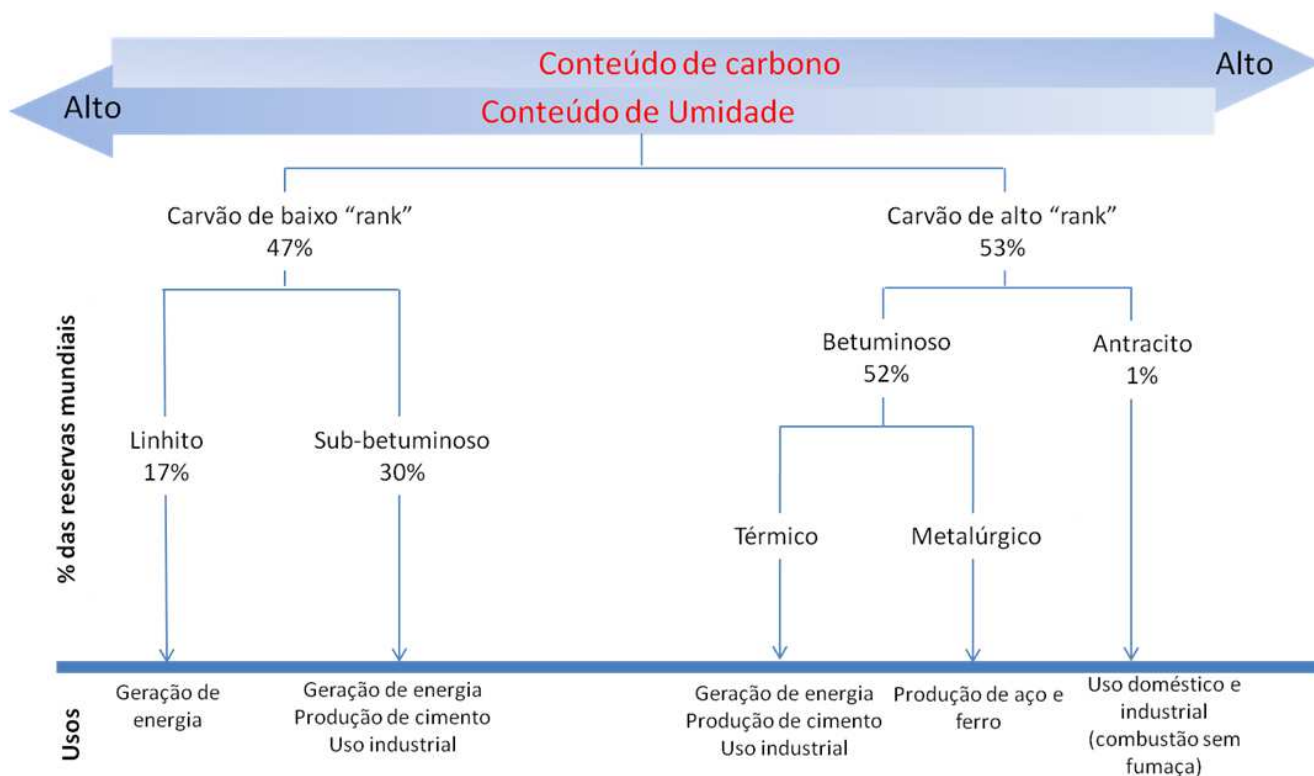 Conteúdo de carbono
Alto
Alto
Conteúdo de Umidade
Carvão de baixo “rank”
47%
Carvão de alto “rank”
53%
% das reservas mundiais
Linhito
17%
Sub-betuminoso
30%
Betuminoso
52%
Antracito
1%
Térmico
Metalúrgico
Usos
Geração de
energia
Geração de energia
Produção de cimento
Uso industrial
Geração de energia
Produção de cimento
Uso industrial
Produção de aço e
ferro
Uso doméstico e
industrial
(combustão sem
fumaça)